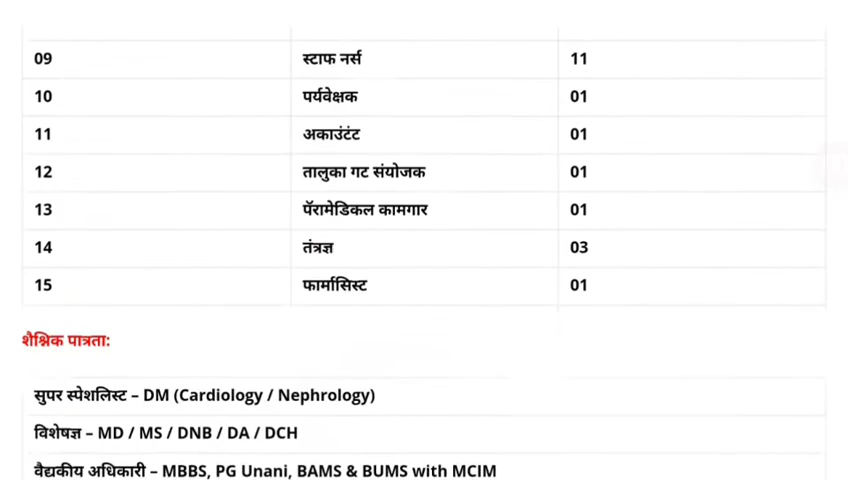 09 स्टाफ नर्स 11
10 पर्यवेक्षक 01
11 अकाउंटंट 01
12 तालुका गट संयोजक 01
13 पॅरामेडिकल कामगार 01
14 तंत्रज्ञ 03
15 फार्मासिस्ट 01
शैश्निक पात्रता:
सुपर स्पेशलिस्ट – DM (Cardiology / Nephrology)
विशेषज्ञ – MD / MS / DNB / DA / DCH
वैद्यकीय अधिकारी – MBBS, PG Unani, BAMS & BUMS with MCIM